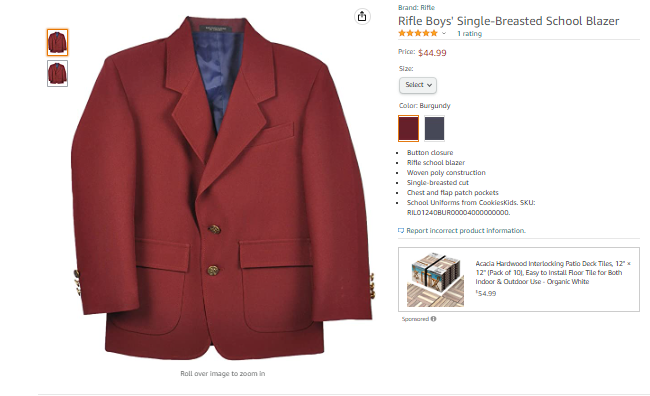 Brand: Rifle
Rifle Boys' Single-Breasted School Blazer
1 rating
Price: $44.99
Size:
Select
Color: Burgundy
Button closure
Rifle school blazer
Woven poly construction
Single-breasted cut
Chest and flap patch pockets
School Uniforms from CookiesKids. SKU:
RIL01240BUR00004000000000.
Report incorrect product information.
Acacia Hardwood Interlocking Patio Deck Tiles, 12" ×
12" (Pack of 10), Easy to Install Floor Tile for Both
Indoor & Outdoor Use - Organic White
$54.99
Sponsored
Roll over image to zoom in